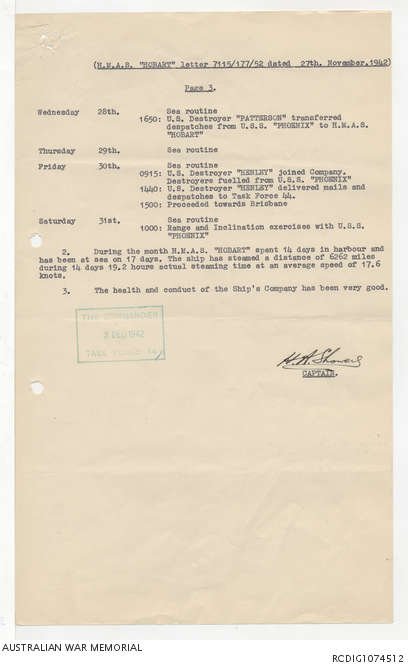 (H.M.A.S. "HOBART" letter 7115/177/52 dated 27th. November,1942)
Page 3.
Wednesday 28th. Sea routine
1650: U.S. Destroyer "PATTERSON" transferred
despatches from U.S.S. "PHOENIX" to H.M.A.S.
"HOBART"
Thursday 29th. Sea routine
Friday 30th. Sea routine
0915: U.S. Destroyer "HENLEY" joined Company.
Destroyers fuelled from U.S.S. "PHOENIX"
1440: U.S. Destroyer "HENLEY" delivered mails and
despatches to Task Force 44.
1500: Proceeded towards Brisbane
Saturday 31st. Sea routine
1000: Range and Inclination exercises with U.S.S.
"PHOENIX"
2. During the month H.M.A.S. "HOBART" spent 14 days in harbour and
has been at sea on 17 days. The ship has steamed a distance of 6262 miles
during 14 days 19.2 hours actual steaming time at an average speed of 17.6
knots.
3. The health and conduct of the Ship's Company has been very good.
THE COMMANDER
2 DEC 1942
TASK FORCE 44
H. A. Showers
CAPTAIN.
AUSTRALIAN WAR MEMORIAL
RCDIG1074512